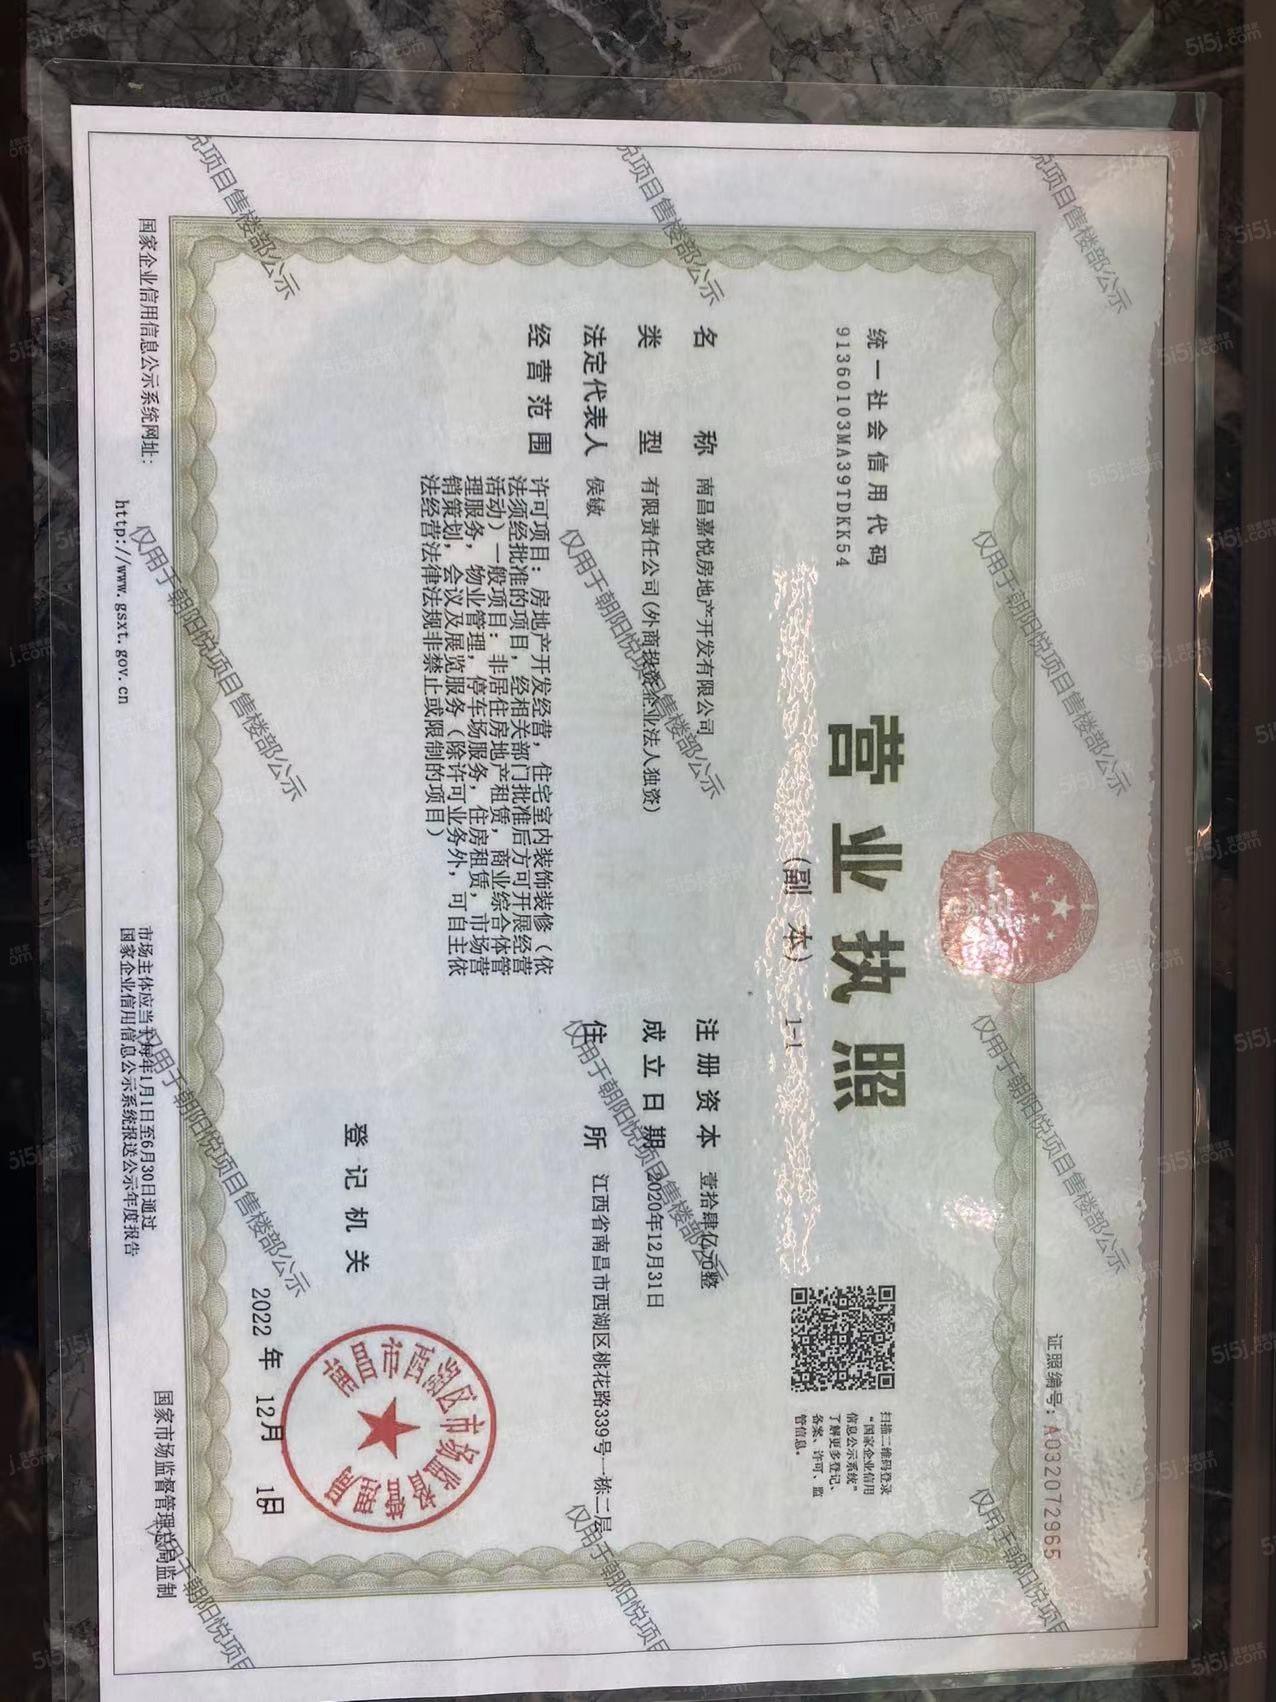 证照编号：A032072965
统一社会信用代码
91360103MA39TDKK54
营业执照
（副 本） 1-1
扫描二维码登录
“国家企业信用
信息公示系统”
了解更多登记、
备案、许可、监
管信息。
名 称 南昌嘉悦房地产开发有限公司
类 型 有限责任公司(外商投资企业法人独资)
法定代表人 侯敏
经营范围 许可项目：房地产开发经营，住宅室内装饰装修（依
法须经批准的项目，经相关部门批准后方可开展经营
活动）一般项目：非居住房地产租赁，商业综合体管
理服务，物业管理，停车场服务，住房租赁，市场营
销策划，会议及展览服务（除许可业务外，可自主依
法经营法律法规非禁止或限制的项目）
注册资本 壹拾肆亿元整
成立日期 2020年12月31日
住 所 江西省南昌市西湖区桃花路339号一栋二层
登记机关
南昌市西湖区市场监督管理局
2022 年 12月 15日
国家企业信用信息公示系统网址：
http://www.gsxt.gov.cn
市场主体应当于每年1月1日至6月30日通过
国家企业信用信息公示系统报送公示年度报告
国家市场监督管理总局监制
仅用于朝阳悦项目售楼部公示
5i5j.com